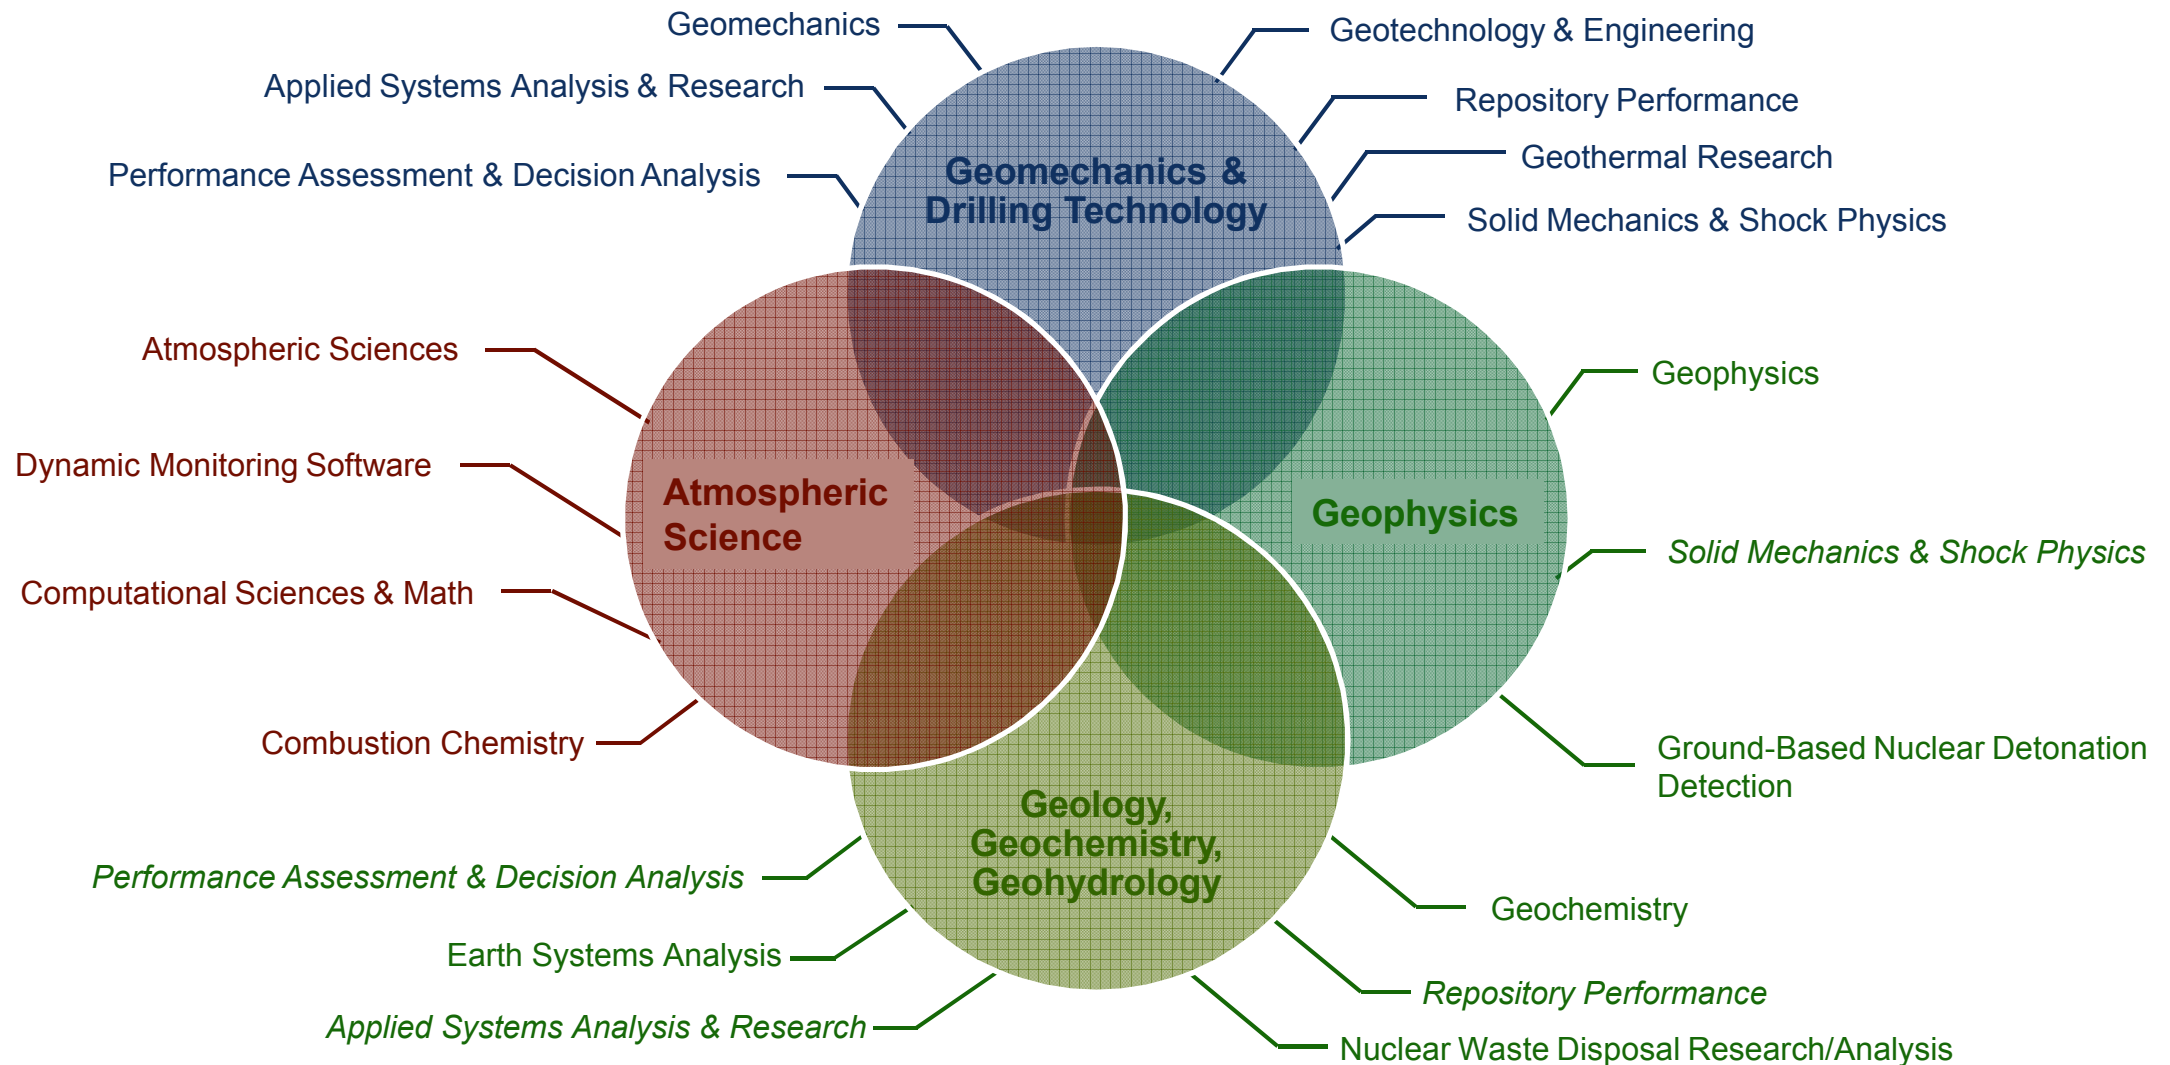 Geomechanics
Geotechnology & Engineering
Applied Systems Analysis & Research
Repository Performance
Geothermal Research
Performance Assessment & Decision Analysis
Geomechanics &
Drilling Technology
Solid Mechanics & Shock Physics
Atmospheric Sciences
Geophysics
Dynamic Monitoring Software
Atmospheric
Science
Geophysics
Solid Mechanics & Shock Physics
Computational Sciences & Math
Combustion Chemistry
Ground-Based Nuclear Detonation
Detection
Geology,
Geochemistry,
Geohydrology
Performance Assessment & Decision Analysis
Geochemistry
Earth Systems Analysis
Repository Performance
Applied Systems Analysis & Research
Nuclear Waste Disposal Research/Analysis